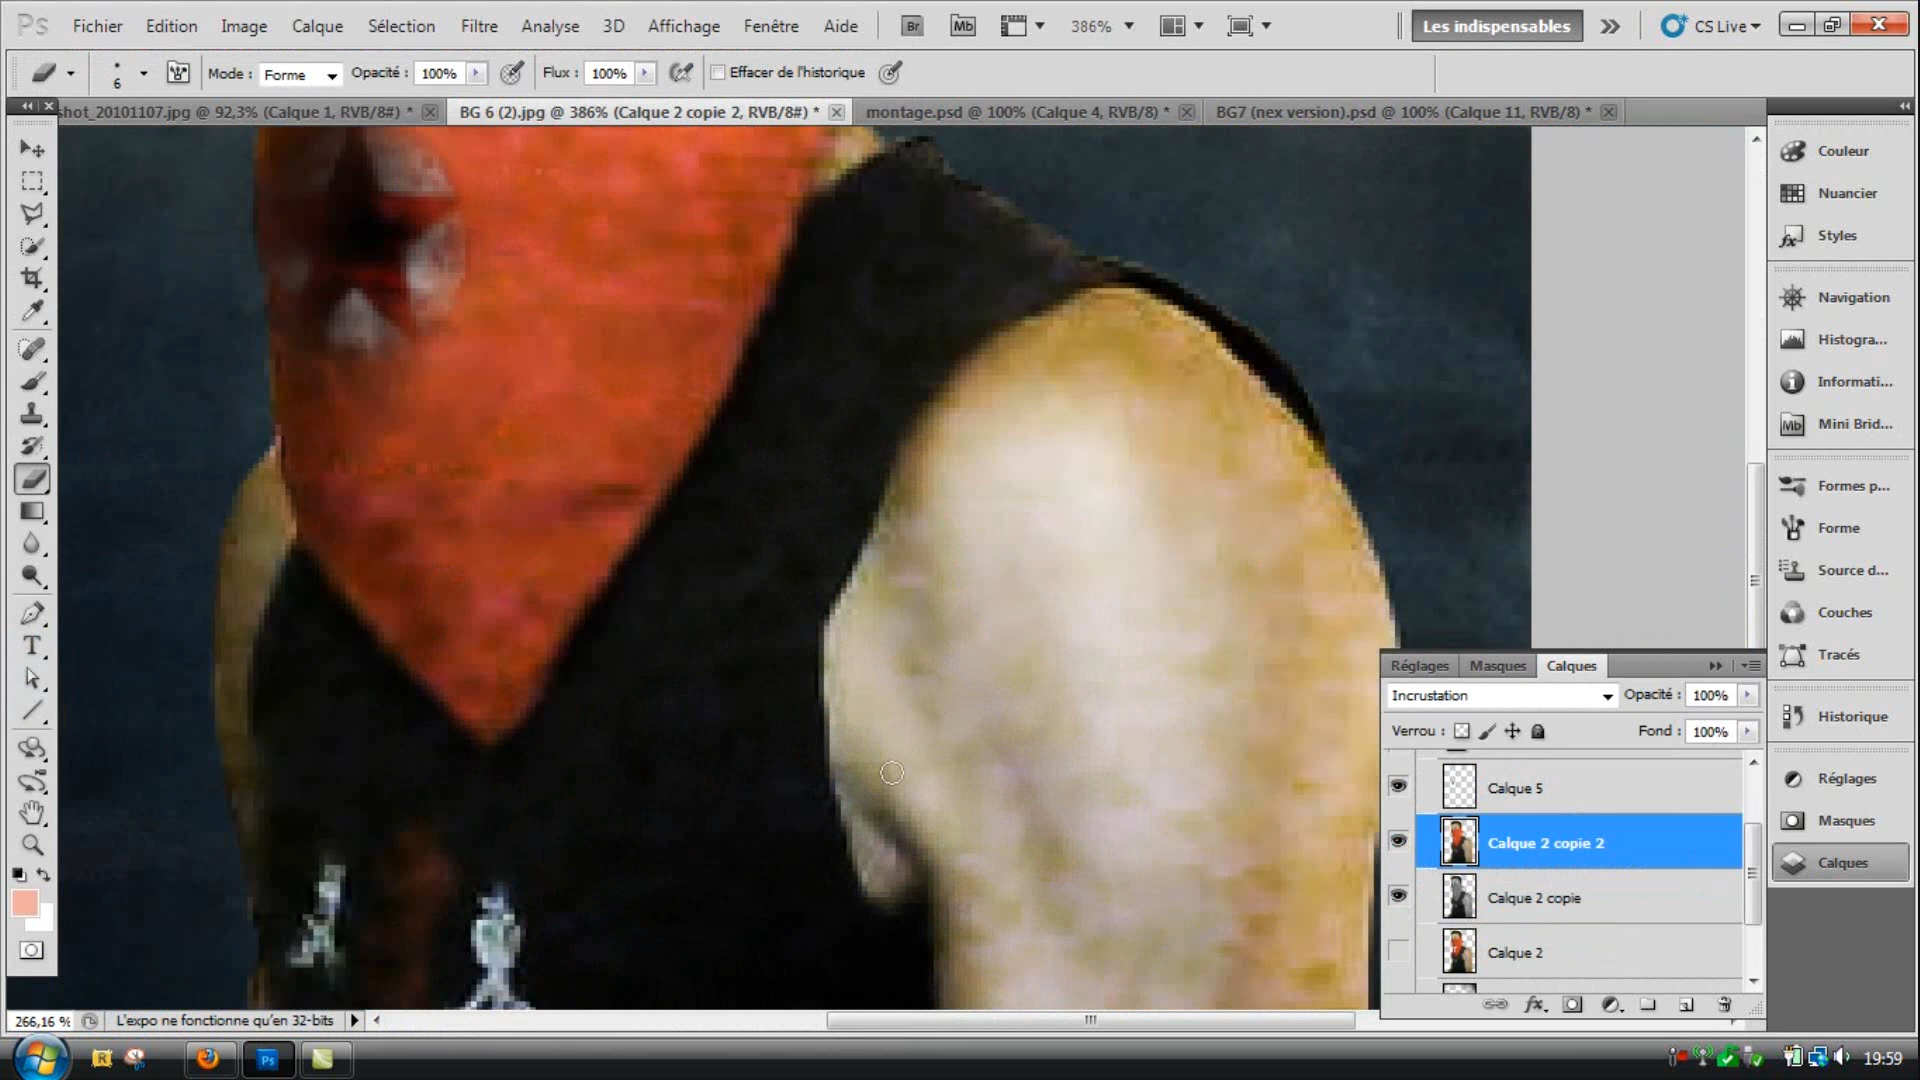 Ps Fichier Edition Image Calque Sélection Filtre Analyse 3D Affichage Fenêtre Aide Br Mb 386% Les indispensables CS Live
6 Mode : Forme Opacité : 100% Flux : 100% Effacer de l'historique
shot_20101107.jpg @ 92,3% (Calque 1, RVB/8#) * BG 6 (2).jpg @ 386% (Calque 2 copie 2, RVB/8#) * montage.psd @ 100% (Calque 4, RVB/8) * BG7 (nex version).psd @ 100% (Calque 11, RVB/8) *
Couleur
Nuancier
Styles
Navigation
Histogra...
Informati...
Mb Mini Brid...
Formes p...
Forme
Source d...
Couches
Tracés
Historique
Réglages
Masques
Calques
Réglages Masques Calques
Incrustation Opacité : 100%
Verrou : Fond : 100%
Calque 5
Calque 2 copie 2
Calque 2 copie
Calque 2
fx
266,16 % L'expo ne fonctionne qu'en 32-bits
R Ps 19:59